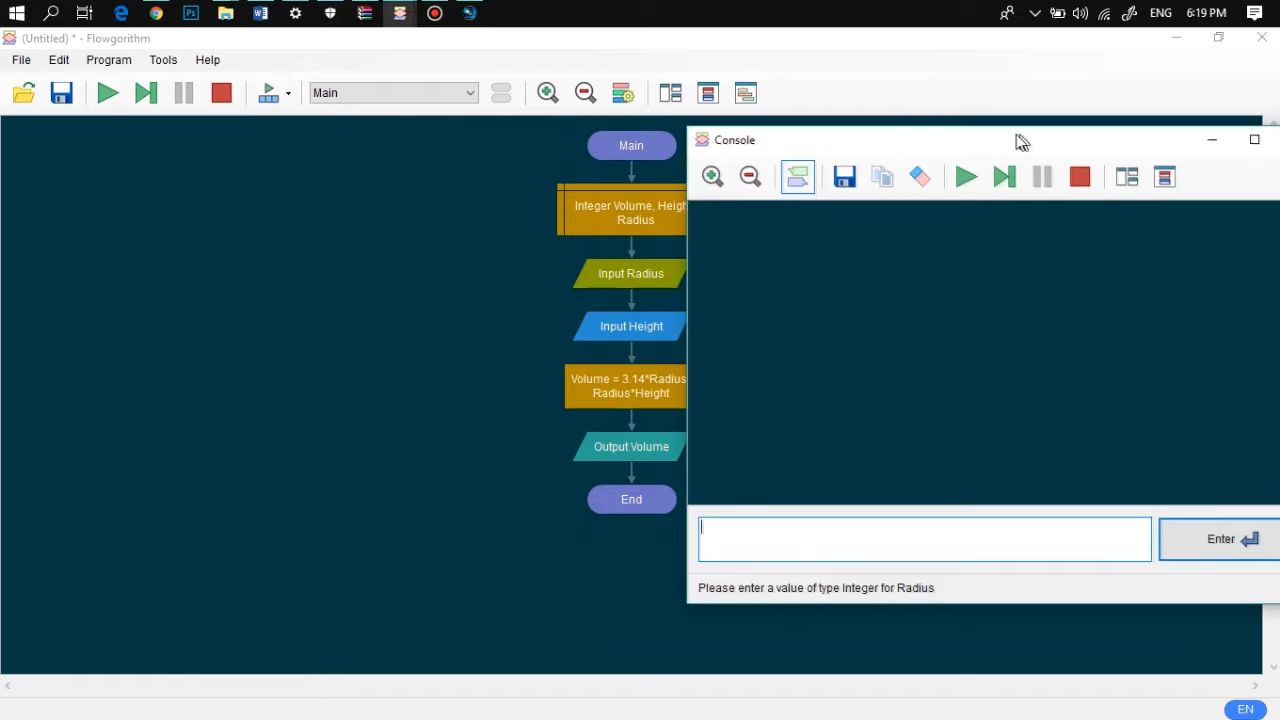 ENG 6:19 PM
(Untitled) * - Flowgorithm
File Edit Program Tools Help
Main
Main
Integer Volume, Heigh
Radius
Input Radius
Input Height
Volume = 3.14*Radius
Radius*Height
Output Volume
End
Console
Enter
Please enter a value of type Integer for Radius
EN